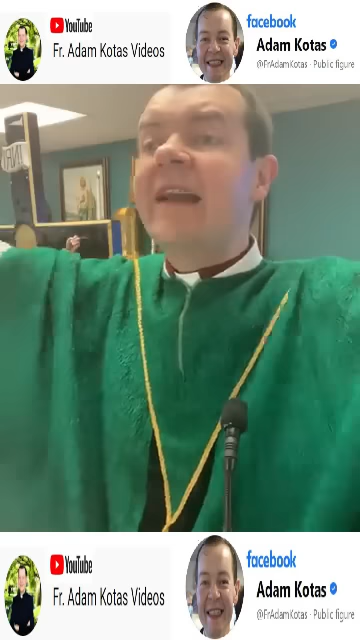 YouTube
Fr. Adam Kotas Videos
facebook
Adam Kotas
@FrAdamKotas · Public figure
YouTube
Fr. Adam Kotas Videos
facebook
Adam Kotas
@FrAdamKotas · Public figure